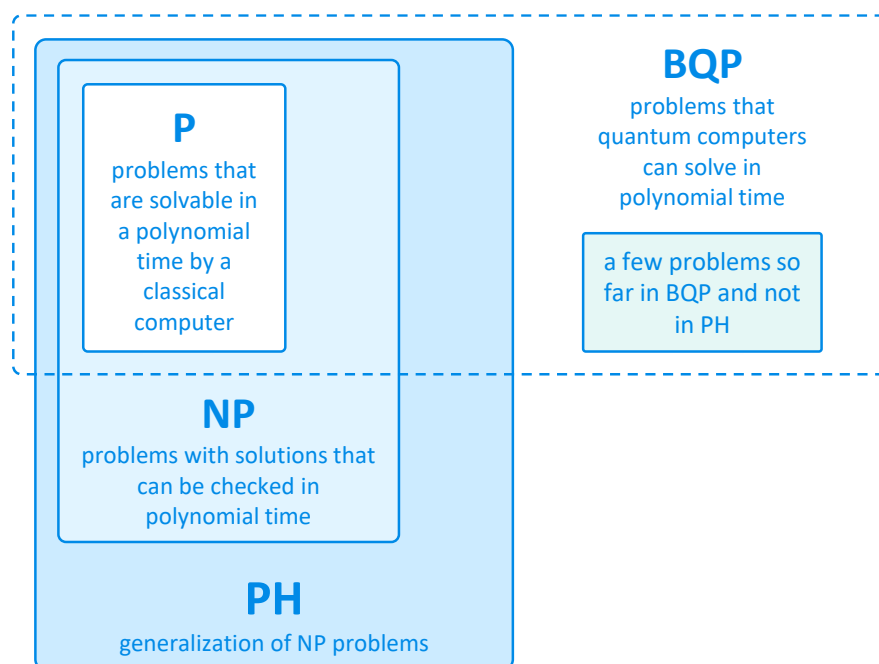 P
problems that
are solvable in
a polynomial
time by a
classical
computer
NP
problems with solutions that
can be checked in
polynomial time
PH
generalization of NP problems
BQP
problems that
quantum computers
can solve in
polynomial time
a few problems so
far in BQP and not
in PH